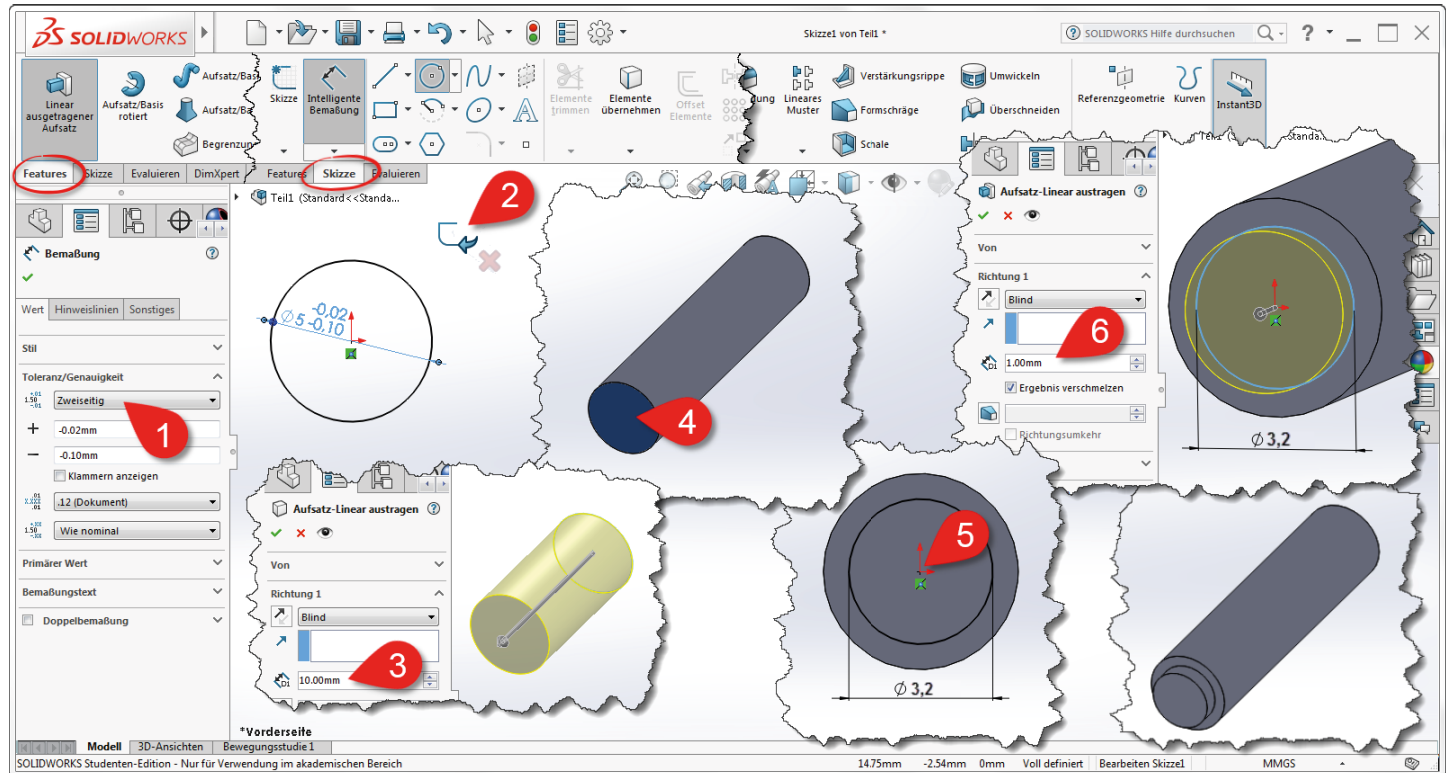 SOLIDWORKS
Skizze1 von Teil1 *
SOLIDWORKS Hilfe durchsuchen
Linear
ausgetragener
Aufsatz
Aufsatz/Basis
rotiert
Aufsatz/Bas
Aufsatz/Ba
Begrenzun
Skizze
Intelligente
Bemaßung
Elemente
trimmen
Elemente
übernehmen
Offset
Elemente
dung
Lineares
Muster
Verstärkungsrippe
Formschräge
Schale
Umwickeln
Überschneiden
Referenzgeometrie
Kurven
Instant3D
Features
Skizze
Evaluieren
DimXpert
Features
Skizze
Evaluieren
Teil1 (Standard<<Standa...
Bemaßung
Wert
Hinweislinien
Sonstiges
Stil
Toleranz/Genauigkeit
Zweiseitig
1
+ -0.02mm
− -0.10mm
Klammern anzeigen
.12 (Dokument)
Wie nominal
Primärer Wert
Bemaßungstext
Doppelbemaßung
2
-0,02
∅5 -0,10
Aufsatz-Linear austragen
Von
Richtung 1
Blind
10.00mm
3
4
5
∅ 3,2
Aufsatz-Linear austragen
Von
Richtung 1
Blind
1.00mm
6
Ergebnis verschmelzen
Richtungsumkehr
∅ 3,2
*Vorderseite
Modell
3D-Ansichten
Bewegungsstudie 1
SOLIDWORKS Studenten-Edition - Nur für Verwendung im akademischen Bereich
14.75mm
-2.54mm
0mm
Voll definiert
Bearbeiten Skizze1
MMGS